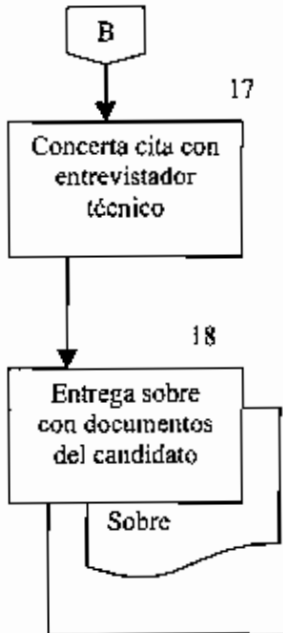 B
17
Concerta cita con
entrevistador
técnico
18
Entrega sobre
con documentos
del candidato
Sobre